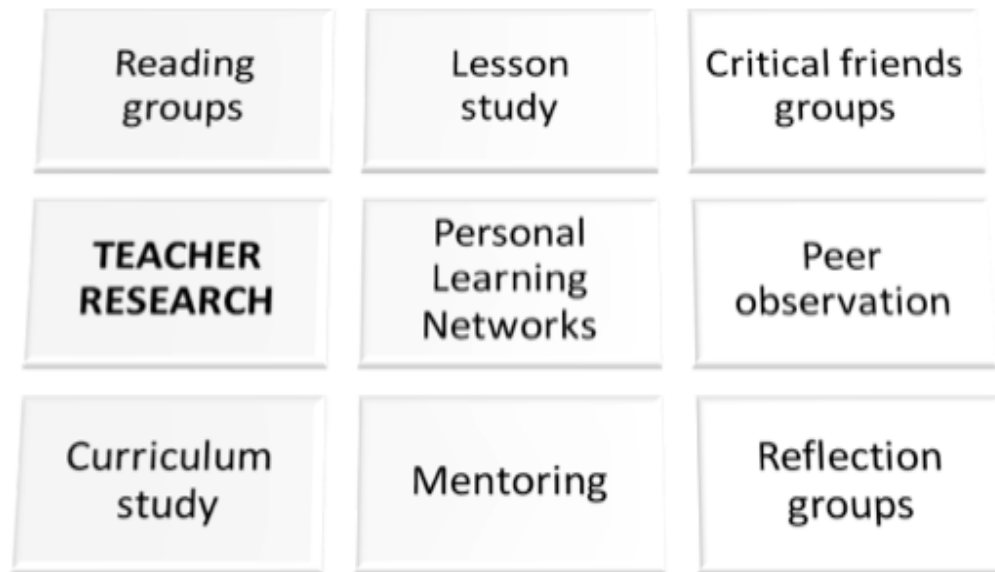 Reading
groups
Lesson
study
Critical friends
groups
TEACHER
RESEARCH
Personal
Learning
Networks
Peer
observation
Curriculum
study
Mentoring
Reflection
groups